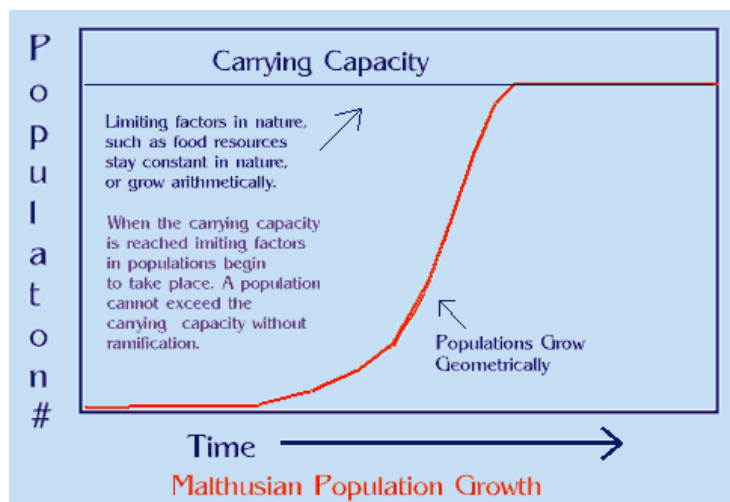 Populaton#
Carrying Capacity
Limiting factors in nature,
such as food resources
stay constant in nature,
or grow arithmetically.
When the carrying capacity
is reached imiting factors
in populations begin
to take place. A population
cannot exceed the
carrying capacity without
ramification.
Populations Grow
Geometrically
Time
Malthusian Population Growth